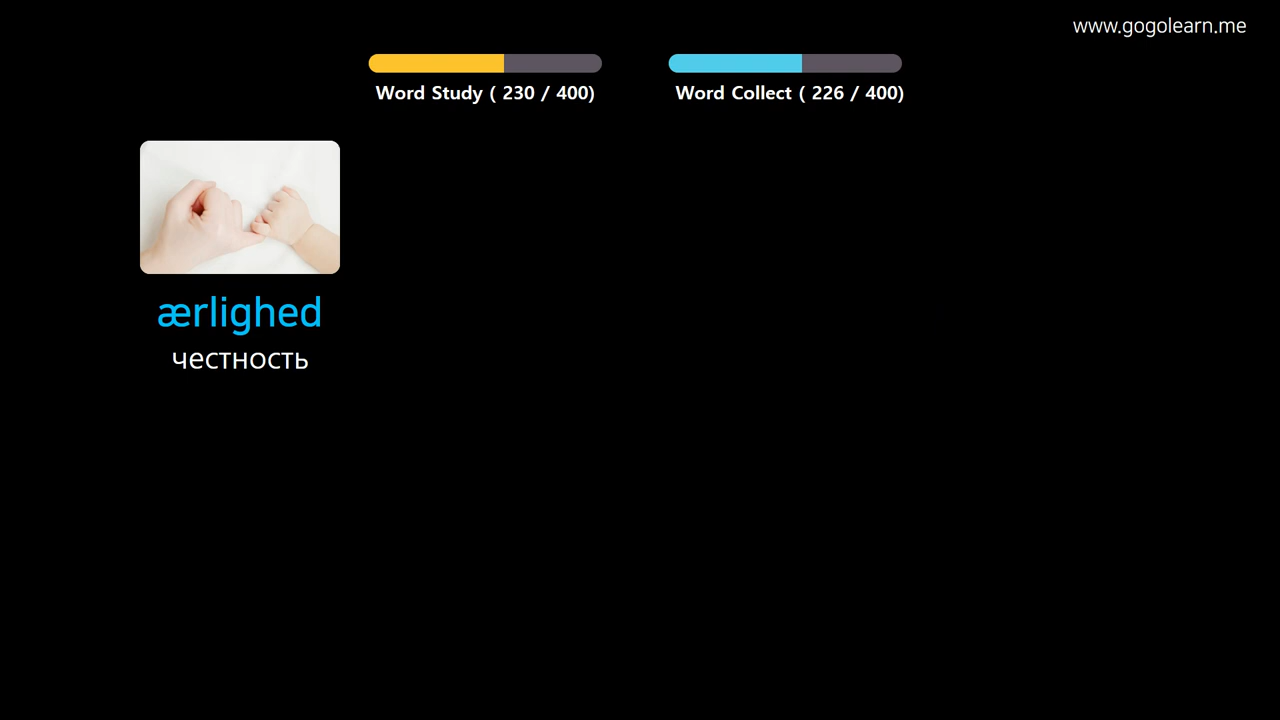 www.gogolearn.me
Word Study ( 230 / 400)
Word Collect ( 226 / 400)
ærlighed
честность